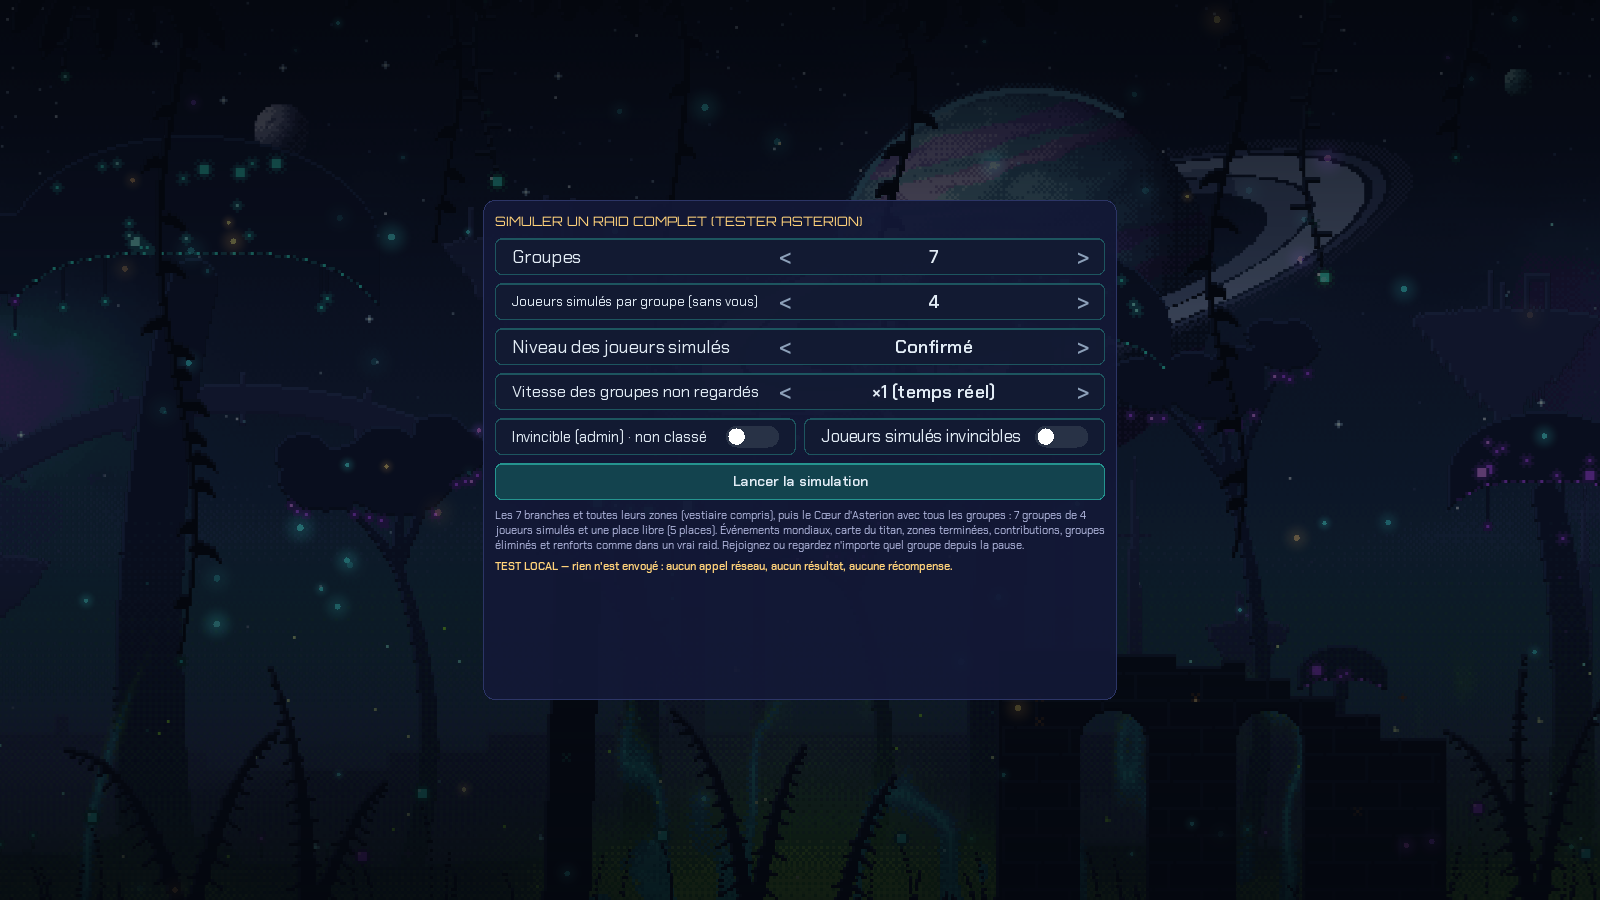 SIMULER UN RAID COMPLET (TESTER ASTERION)
Groupes < 7 >
Joueurs simulés par groupe (sans vous) < 4 >
Niveau des joueurs simulés < Confirmé >
Vitesse des groupes non regardés < ×1 (temps réel) >
Invincible (admin) · non classé Joueurs simulés invincibles
Lancer la simulation
Les 7 branches et toutes leurs zones (vestiaire compris), puis le Cœur d'Asterion avec tous les groupes : 7 groupes de 4
joueurs simulés et une place libre (5 places). Événements mondiaux, carte du titan, zones terminées, contributions, groupes
éliminés et renforts comme dans un vrai raid. Rejoignez ou regardez n'importe quel groupe depuis la pause.
TEST LOCAL — rien n'est envoyé : aucun appel réseau, aucun résultat, aucune récompense.